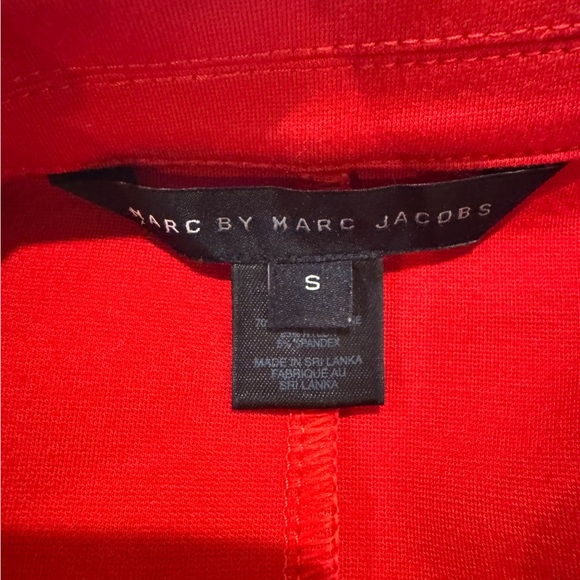 MARC BY MARC JACOBS
S
5% SPANDEX
MADE IN SRI LANKA
FABRIQUE AU
SRI LANKA